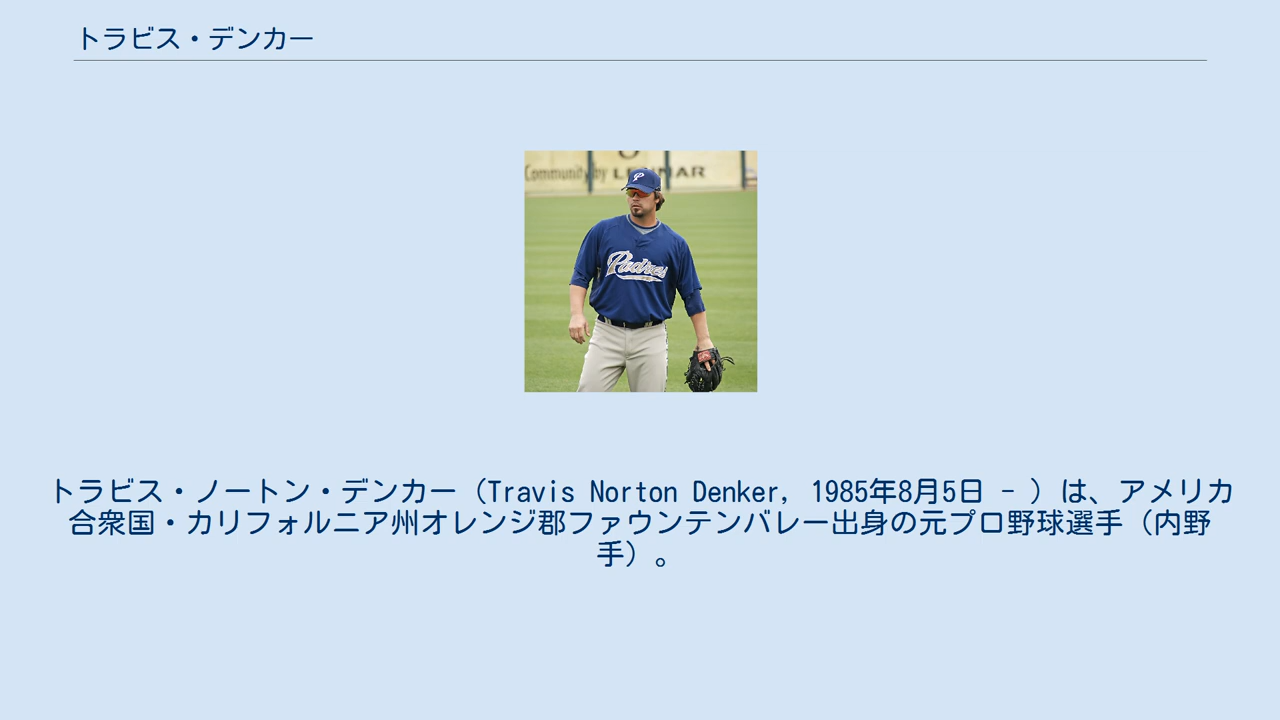 トラビス・デンカー
Community by LENNAR
P
Padres
トラビス・ノートン・デンカー（Travis Norton Denker, 1985年8月5日 - ）は、アメリカ
合衆国・カリフォルニア州オレンジ郡ファウンテンバレー出身の元プロ野球選手（内野
手）。